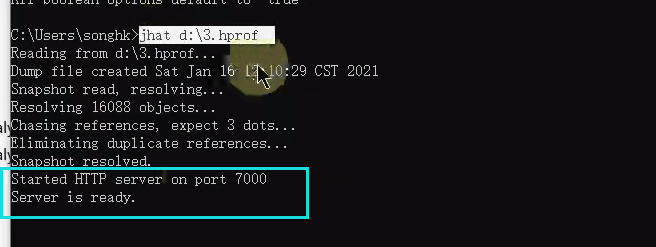 All boolean options default to "true"
C:\Users\songhk>jhat d:\3.hprof
Reading from d:\3.hprof...
Dump file created Sat Jan 16 12:10:29 CST 2021
Snapshot read, resolving...
Resolving 16088 objects...
Chasing references, expect 3 dots...
Eliminating duplicate references...
Snapshot resolved.
Started HTTP server on port 7000
Server is ready.